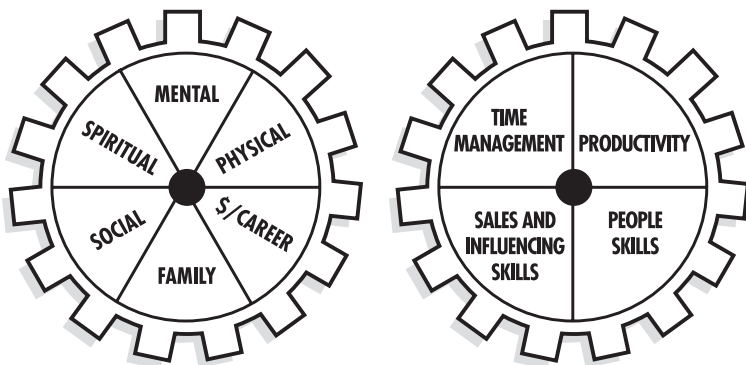 MENTAL
PHYSICAL
$/CAREER
FAMILY
SOCIAL
SPIRITUAL
TIME
MANAGEMENT
PRODUCTIVITY
SALES AND
INFLUENCING
SKILLS
PEOPLE
SKILLS